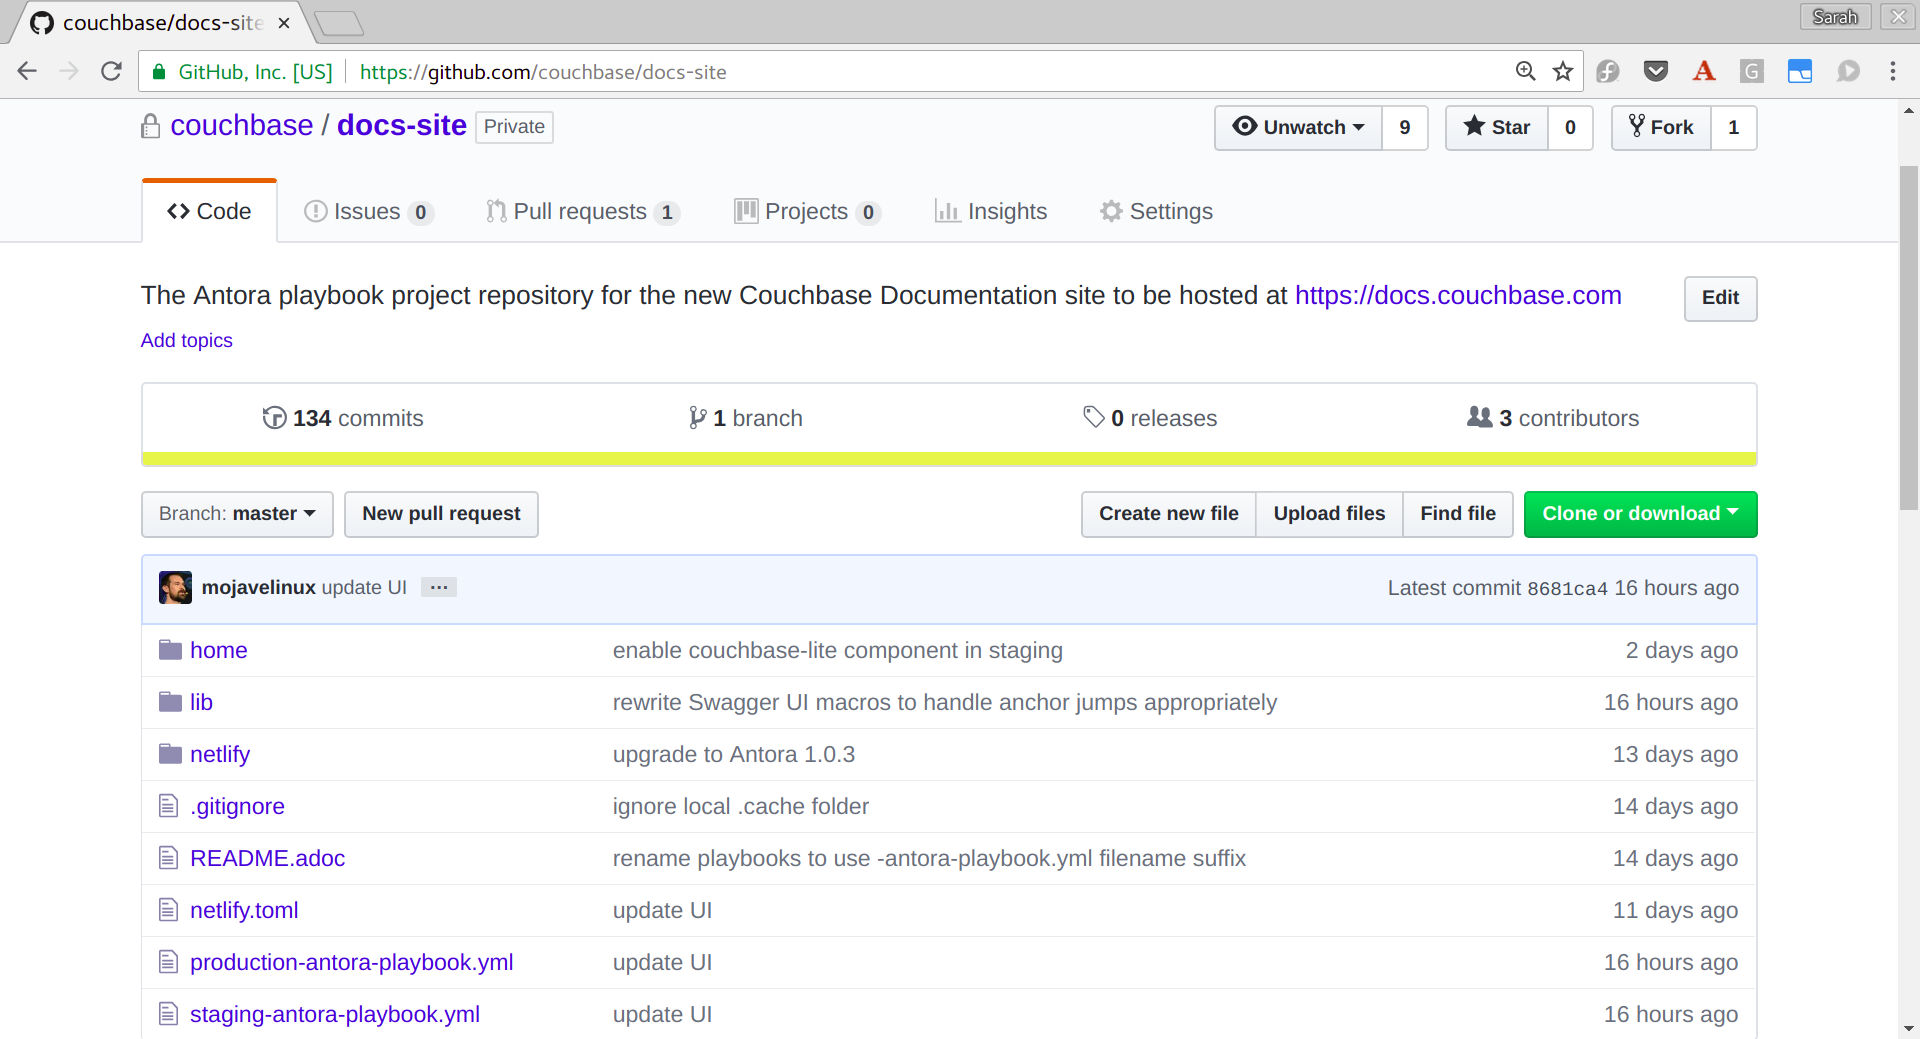 couchbase/docs-site
Sarah
GitHub, Inc. [US] https://github.com/couchbase/docs-site
couchbase / docs-site Private Unwatch 9 Star 0 Fork 1
Code Issues 0 Pull requests 1 Projects 0 Insights Settings
The Antora playbook project repository for the new Couchbase Documentation site to be hosted at https://docs.couchbase.com Edit
Add topics
134 commits 1 branch 0 releases 3 contributors
Branch: master New pull request Create new file Upload files Find file Clone or download
mojavelinux update UI ... Latest commit 8681ca4 16 hours ago
home enable couchbase-lite component in staging 2 days ago
lib rewrite Swagger UI macros to handle anchor jumps appropriately 16 hours ago
netlify upgrade to Antora 1.0.3 13 days ago
.gitignore ignore local .cache folder 14 days ago
README.adoc rename playbooks to use -antora-playbook.yml filename suffix 14 days ago
netlify.toml update UI 11 days ago
production-antora-playbook.yml update UI 16 hours ago
staging-antora-playbook.yml update UI 16 hours ago